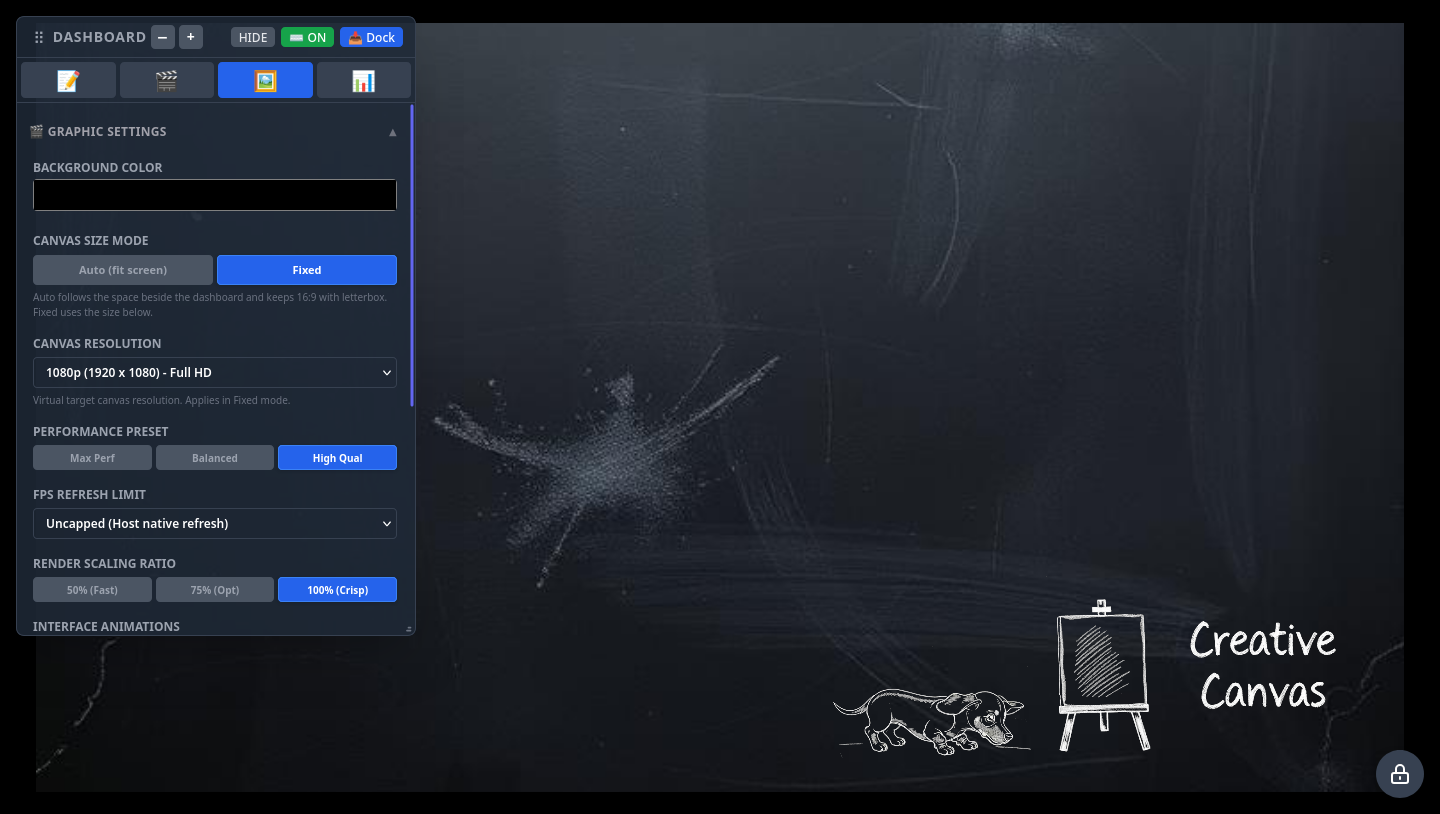 DASHBOARD − + HIDE ON Dock
GRAPHIC SETTINGS
BACKGROUND COLOR
CANVAS SIZE MODE
Auto (fit screen) Fixed
Auto follows the space beside the dashboard and keeps 16:9 with letterbox.
Fixed uses the size below.
CANVAS RESOLUTION
1080p (1920 x 1080) - Full HD
Virtual target canvas resolution. Applies in Fixed mode.
PERFORMANCE PRESET
Max Perf Balanced High Qual
FPS REFRESH LIMIT
Uncapped (Host native refresh)
RENDER SCALING RATIO
50% (Fast) 75% (Opt) 100% (Crisp)
INTERFACE ANIMATIONS
Creative
Canvas